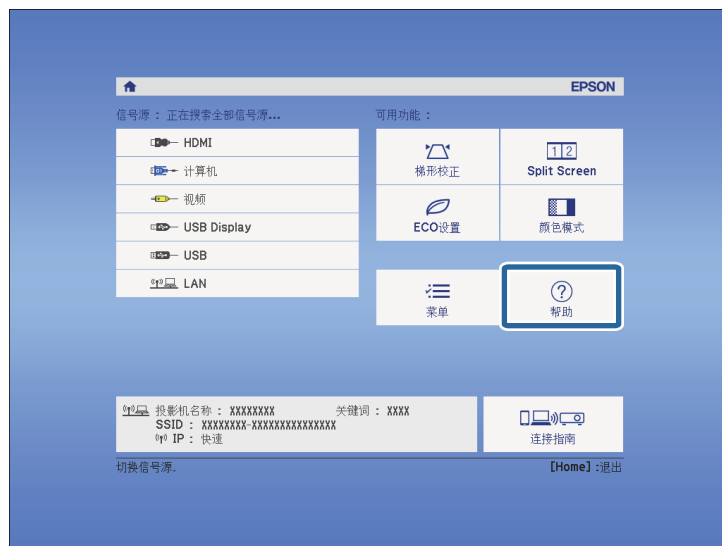 EPSON
信号源 : 正在搜索全部信号源...
HDMI
计算机
视频
USB Display
USB
LAN
可用功能 :
梯形校正
1 2
Split Screen
ECO设置
颜色模式
菜单
?
帮助
投影机名称 : XXXXXXXX 关键词 : XXXX
SSID : XXXXXXXX-XXXXXXXXXXXXXXX
IP : 快速
连接指南
切换信号源. [Home] :退出